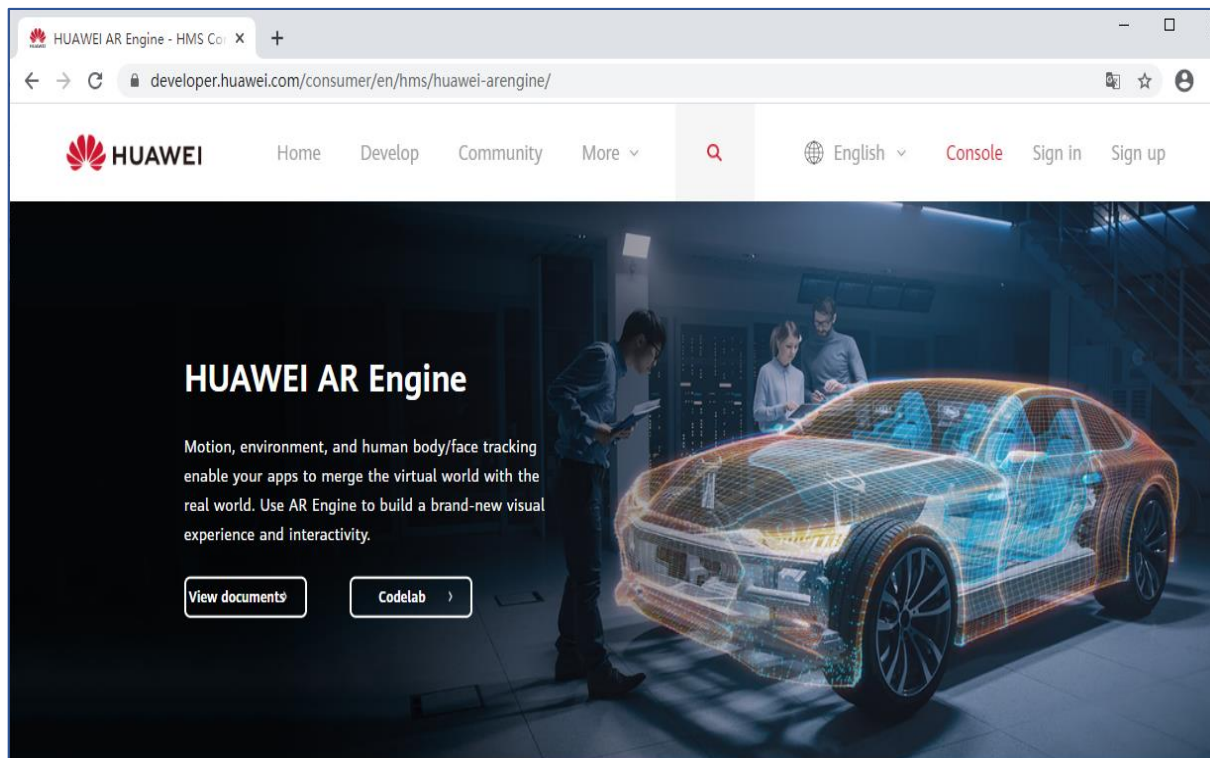 HUAWEI AR Engine - HMS Cor
developer.huawei.com/consumer/en/hms/huawei-arengine/
HUAWEI Home Develop Community More English Console Sign in Sign up
HUAWEI AR Engine
Motion, environment, and human body/face tracking
enable your apps to merge the virtual world with the
real world. Use AR Engine to build a brand-new visual
experience and interactivity.
View documents Codelab